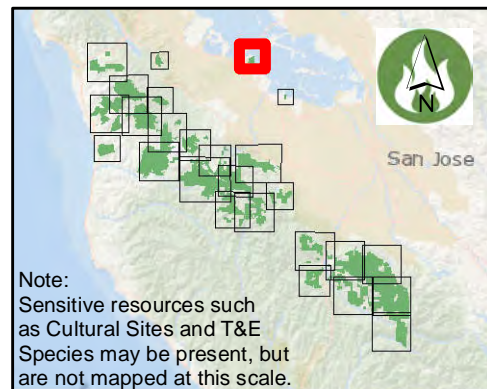 N
San Jose
Note:
Sensitive resources such
as Cultural Sites and T&E
Species may be present, but
are not mapped at this scale.